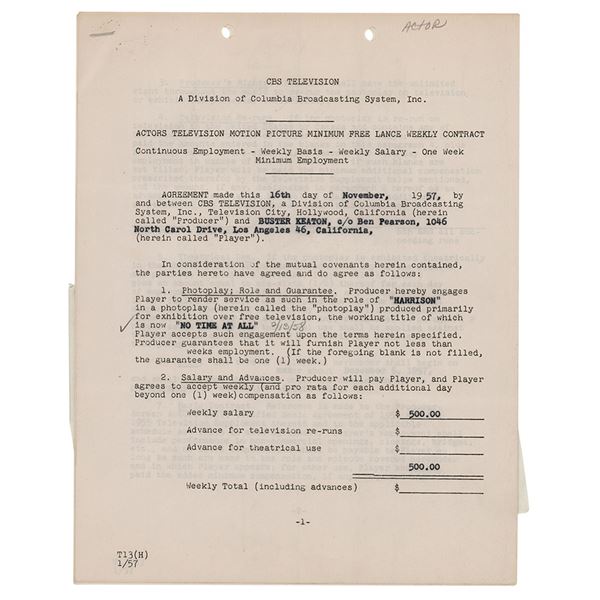 ACTOR
CBS TELEVISION
A Division of Columbia Broadcasting System, Inc.
ACTORS TELEVISION MOTION PICTURE MINIMUM FREE LANCE WEEKLY CONTRACT
Continuous Employment - Weekly Basis - Weekly Salary - One Week
Minimum Employment
AGREEMENT made this 16th day of November, 1957, by
and between CBS TELEVISION, a Division of Columbia Broadcasting
System, Inc., Television City, Hollywood, California (herein
called "Producer") and BUSTER KEATON, c/o Ben Pearson, 1046
North Carol Drive, Los Angeles 46, California,
(herein called "Player").
In consideration of the mutual covenants herein contained,
the parties hereto have agreed and do agree as follows:
1. Photoplay; Role and Guarantee. Producer hereby engages
Player to render service as such in the role of "HARRISON"
in a photoplay (herein called the "photoplay") produced primarily
for exhibition over free television, the working title of which
is now "NO TIME AT ALL" 2/13/58
Player accepts such engagement upon the terms herein specified.
Producer guarantees that it will furnish Player not less than
weeks employment. (If the foregoing blank is not filled,
the guarantee shall be one (1) week.)
2. Salary and Advances. Producer will pay Player, and Player
agrees to accept weekly (and pro rata for each additional day
beyond one (1) week)compensation as follows:
Weekly salary $ 500.00
Advance for television re-runs $
Advance for theatrical use $
500.00
Weekly Total (including advances) $
-1-
T13(H)
1/57